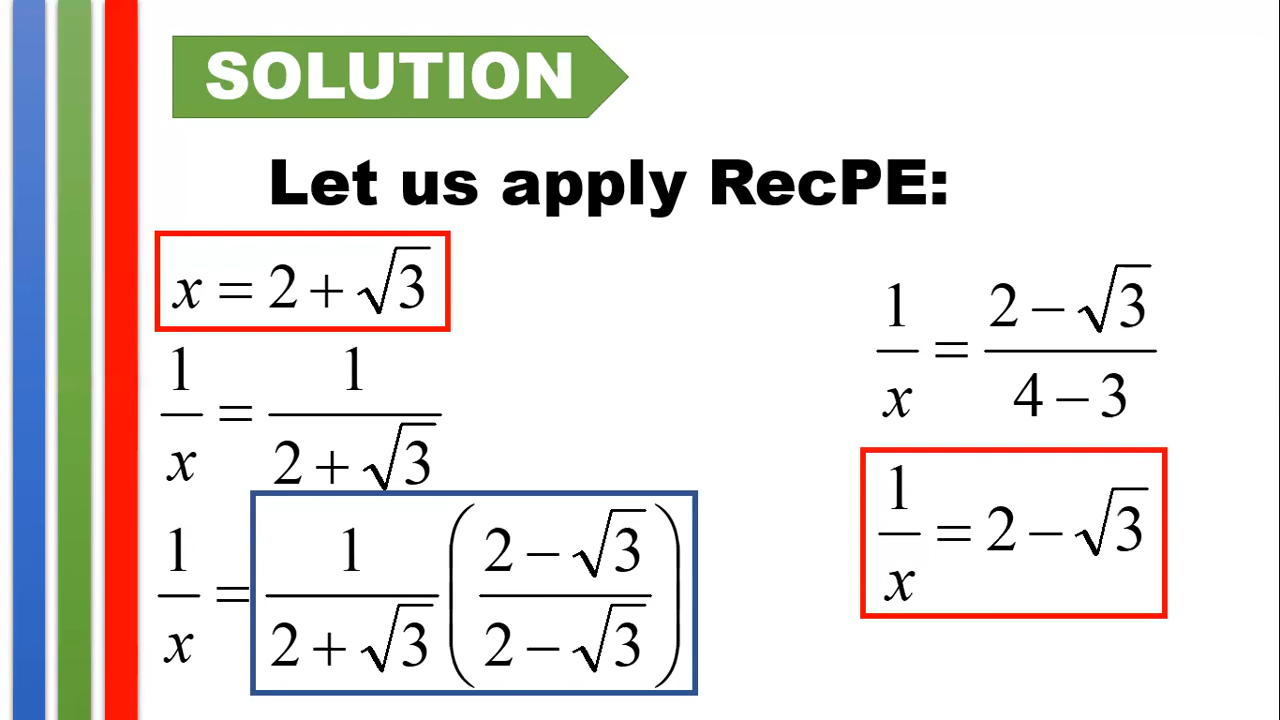 SOLUTION
Let us apply RecPE:
x = 2 + √3
1/x = 1/(2 + √3)
1/x = 1/(2 + √3) ((2 − √3)/(2 − √3))
1/x = (2 − √3)/(4 − 3)
1/x = 2 − √3